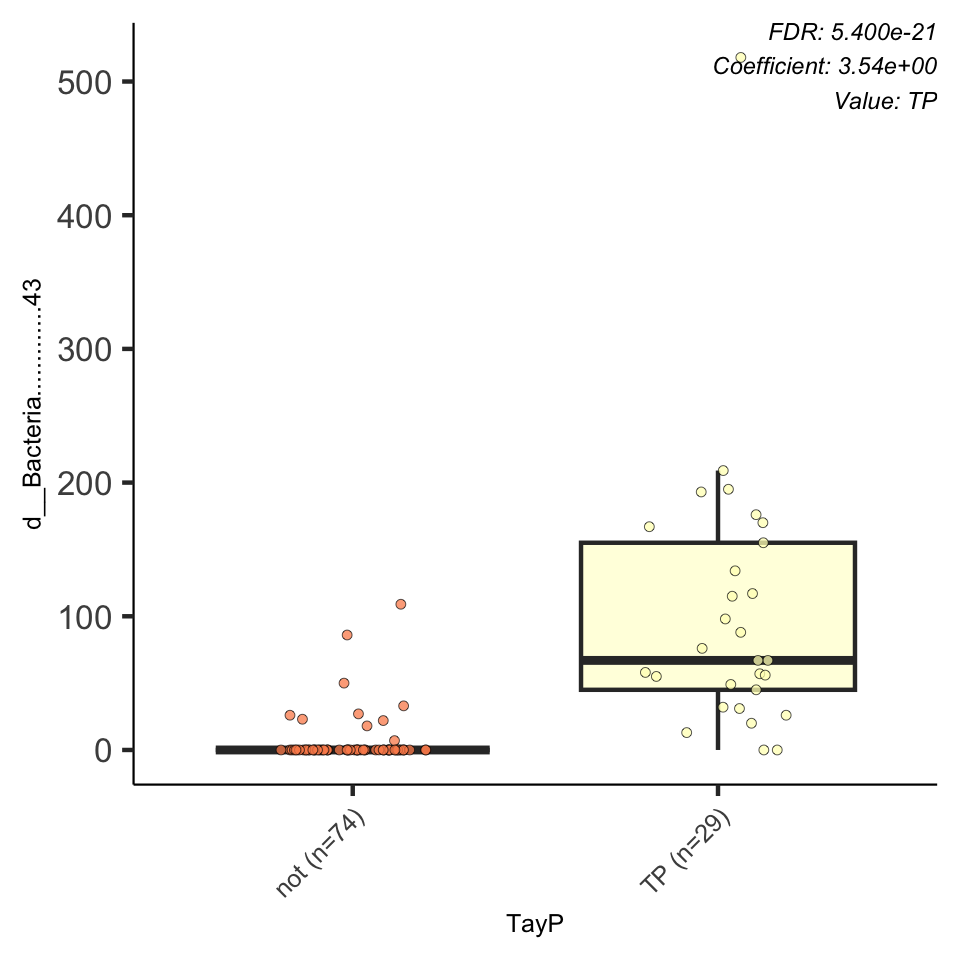 FDR: 5.400e-21
Coefficient: 3.54e+00
Value: TP
500
400
300
200
100
0
d__Bacteria.............43
not (n=74)
TP (n=29)
TayP